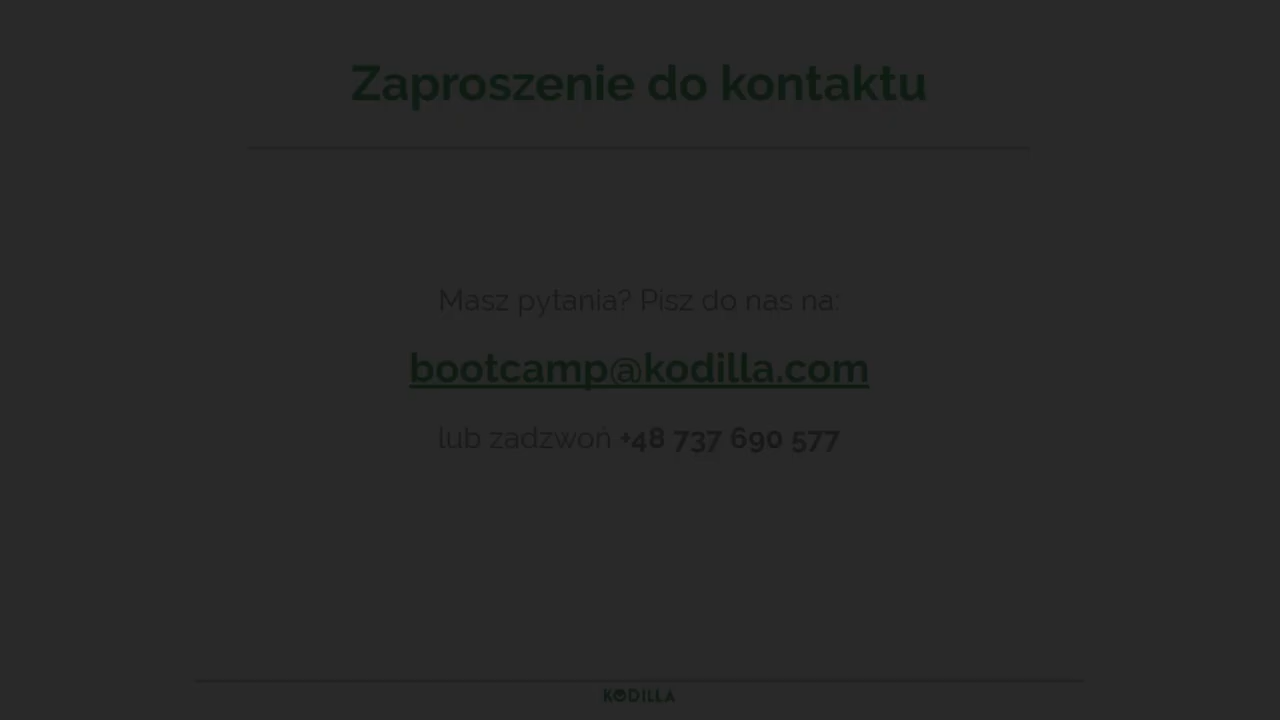 Zaproszenie do kontaktu
Masz pytania? Pisz do nas na:
bootcamp@kodilla.com
lub zadzwoń +48 737 690 577
KODILLA